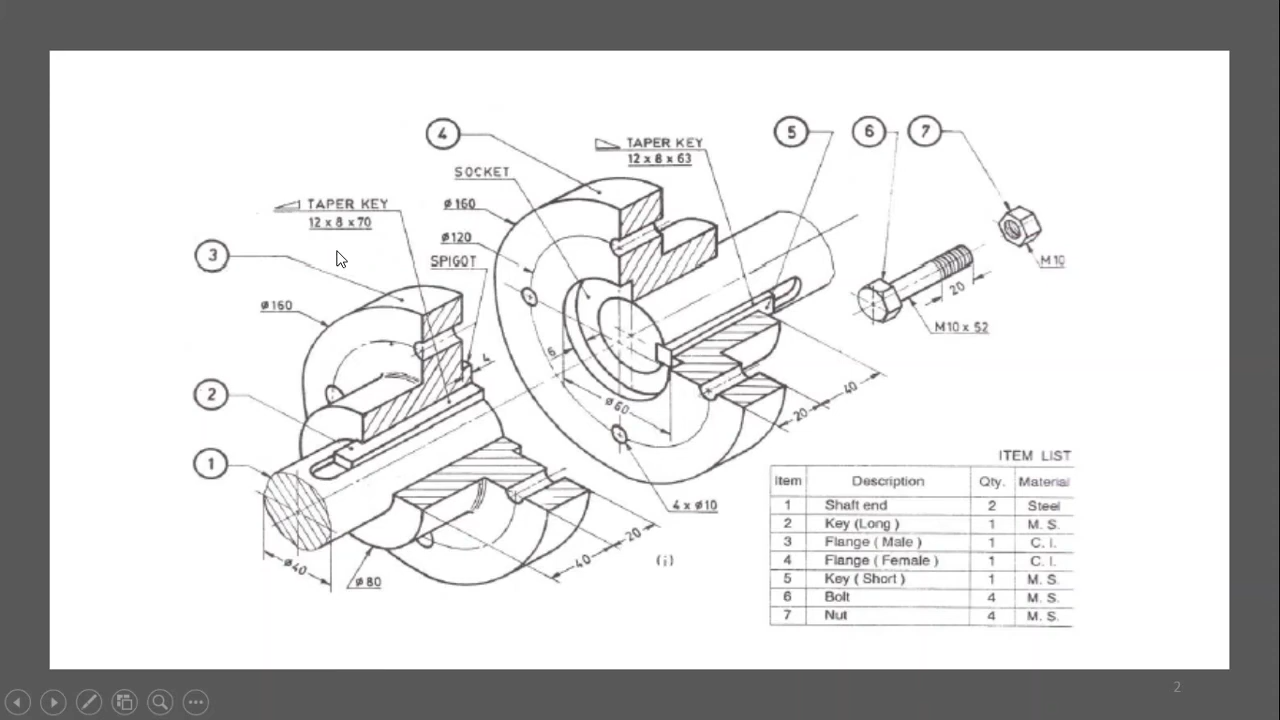 4
TAPER KEY
12 x 8 x 63
5
6
7
SOCKET
TAPER KEY
12 x 8 x 70
ø160
ø120
SPIGOT
3
M10
20
M10 x 52
ø160
4
6
2
ø60
40
20
1
4 x ø10
20
40
(i)
ø40
ø80
ITEM LIST
Item Description Qty. Material
1 Shaft end 2 Steel
2 Key (Long) 1 M. S.
3 Flange ( Male ) 1 C. I.
4 Flange ( Female ) 1 C. I.
5 Key ( Short ) 1 M. S.
6 Bolt 4 M. S.
7 Nut 4 M. S.
2